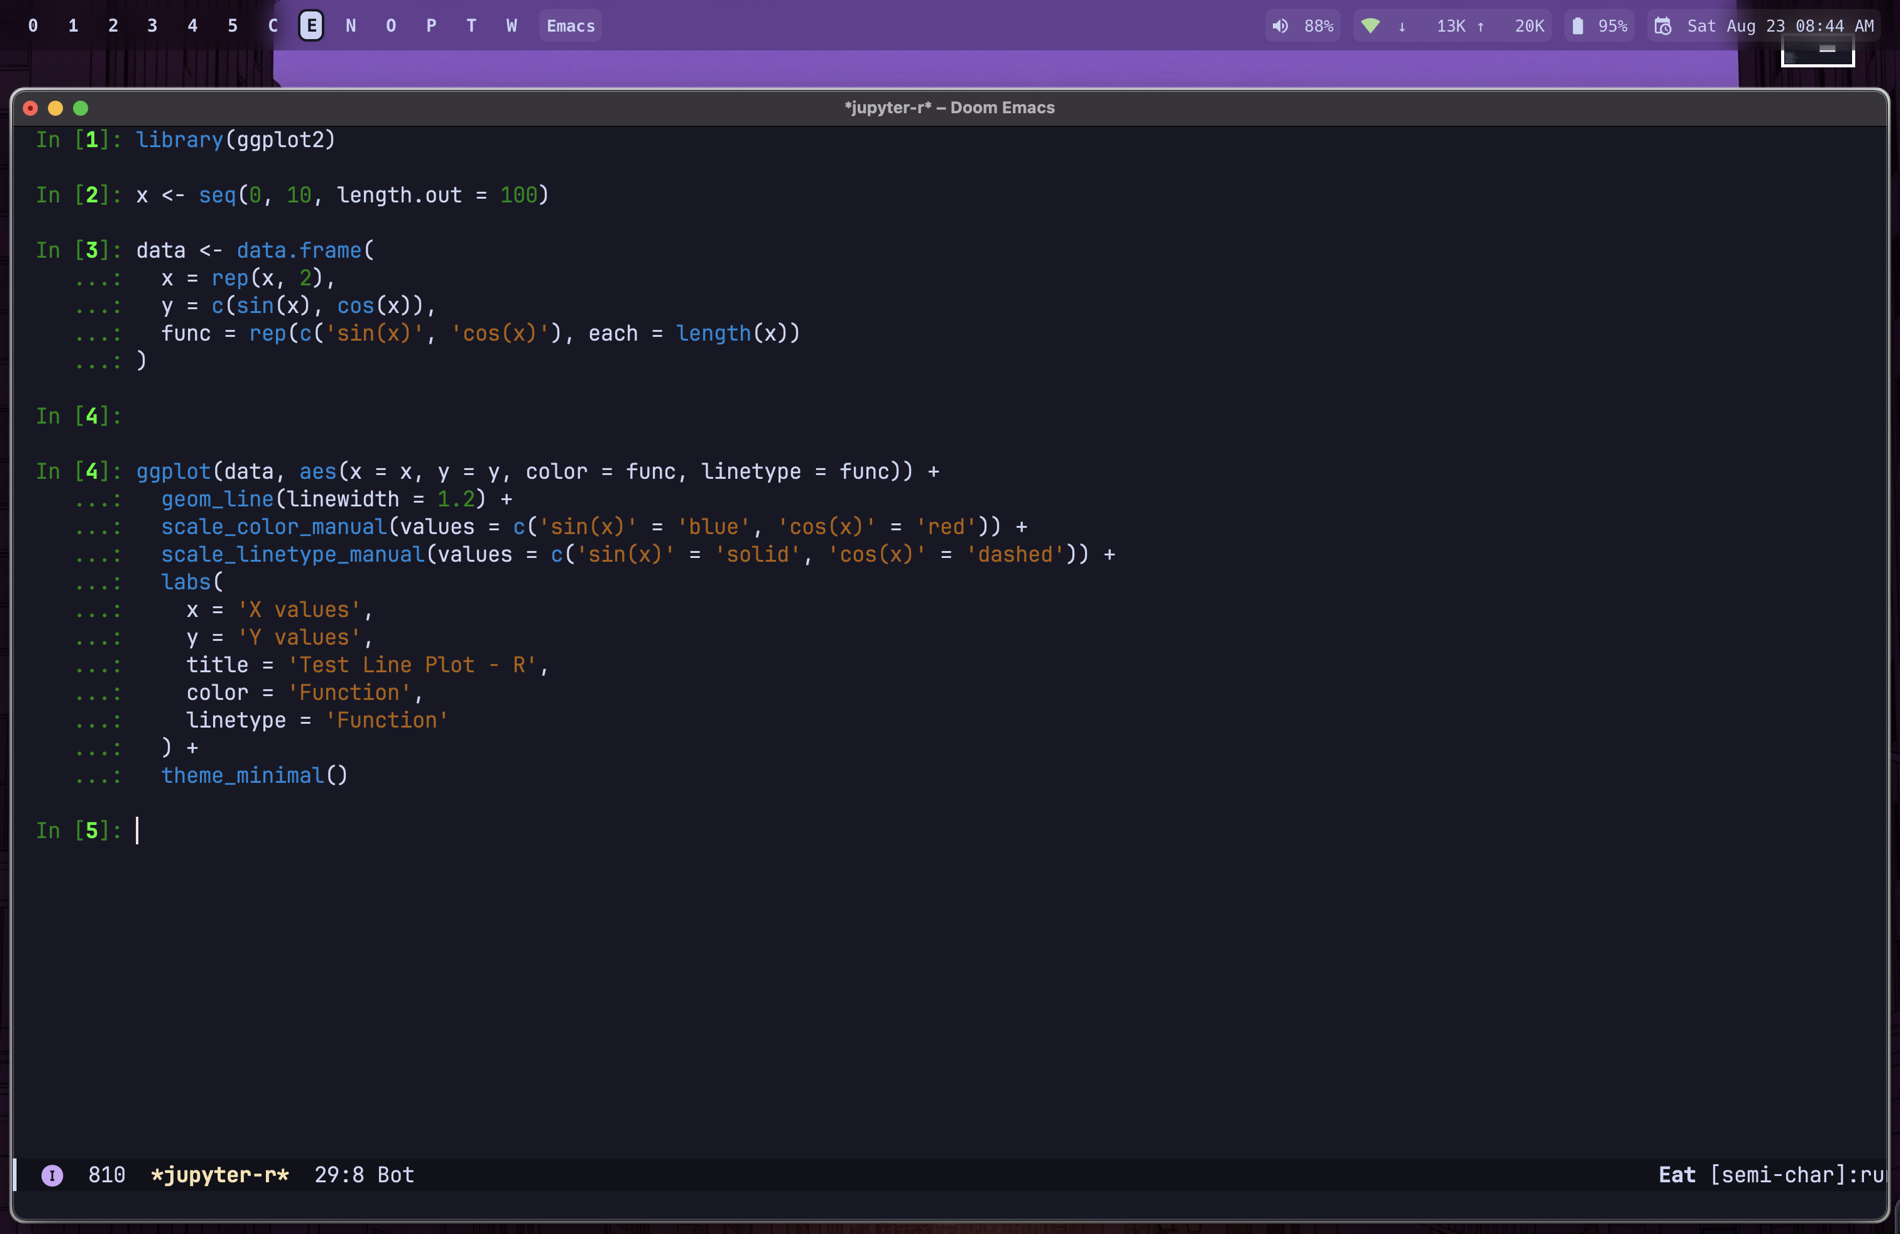 0 1 2 3 4 5 C E N O P T W Emacs 88% ↓ 13K ↑ 20K 95% Sat Aug 23 08:44 AM
*jupyter-r* – Doom Emacs
In [1]: library(ggplot2)
In [2]: x <- seq(0, 10, length.out = 100)
In [3]: data <- data.frame(
...:   x = rep(x, 2),
...:   y = c(sin(x), cos(x)),
...:   func = rep(c('sin(x)', 'cos(x)'), each = length(x))
...: )
In [4]:
In [4]: ggplot(data, aes(x = x, y = y, color = func, linetype = func)) +
...:   geom_line(linewidth = 1.2) +
...:   scale_color_manual(values = c('sin(x)' = 'blue', 'cos(x)' = 'red')) +
...:   scale_linetype_manual(values = c('sin(x)' = 'solid', 'cos(x)' = 'dashed')) +
...:   labs(
...:     x = 'X values',
...:     y = 'Y values',
...:     title = 'Test Line Plot - R',
...:     color = 'Function',
...:     linetype = 'Function'
...:   ) +
...:   theme_minimal()
In [5]:
I 810 *jupyter-r* 29:8 Bot Eat [semi-char]:ru